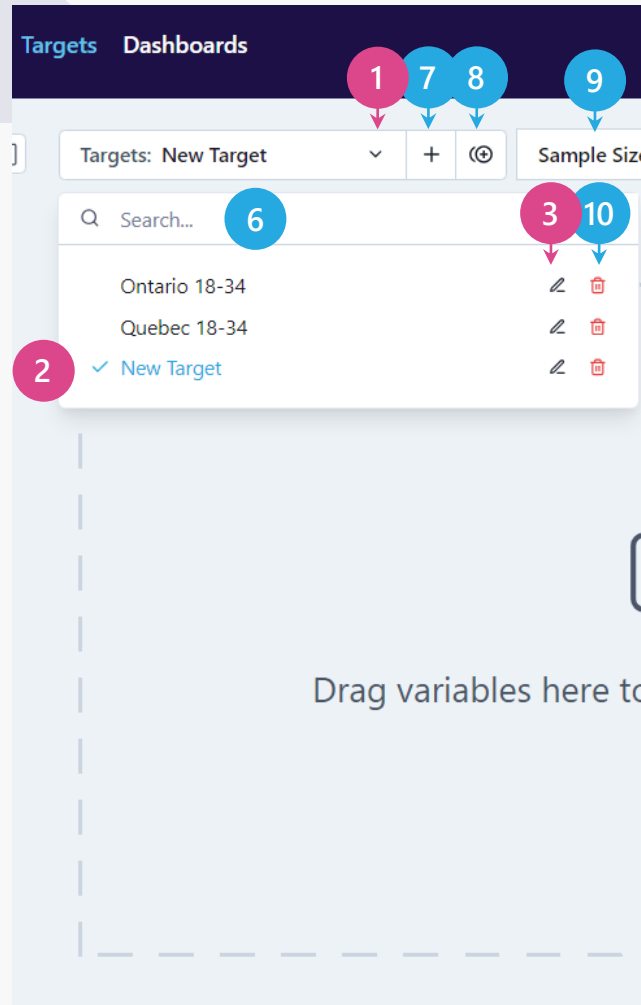 Targets Dashboards
1 7 8 9
Targets: New Target
Sample Siz
Search...
6
3 10
Ontario 18-34
Quebec 18-34
2
New Target
Drag variables here to